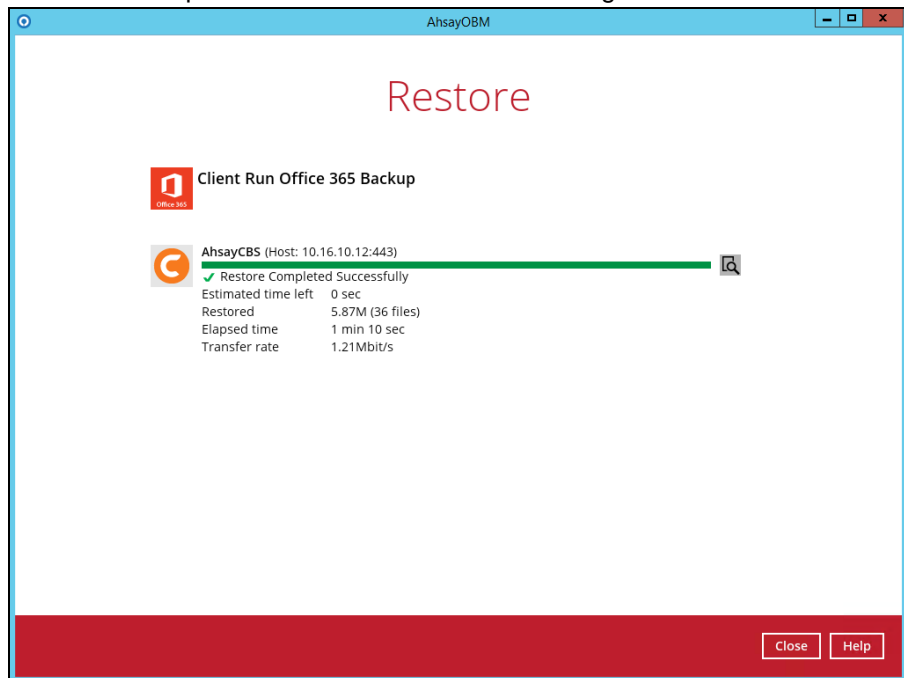 AhsayOBM
Restore
Office 365
Client Run Office 365 Backup
AhsayCBS (Host: 10.16.10.12:443)
Restore Completed Successfully
Estimated time left 0 sec
Restored 5.87M (36 files)
Elapsed time 1 min 10 sec
Transfer rate 1.21Mbit/s
Close Help